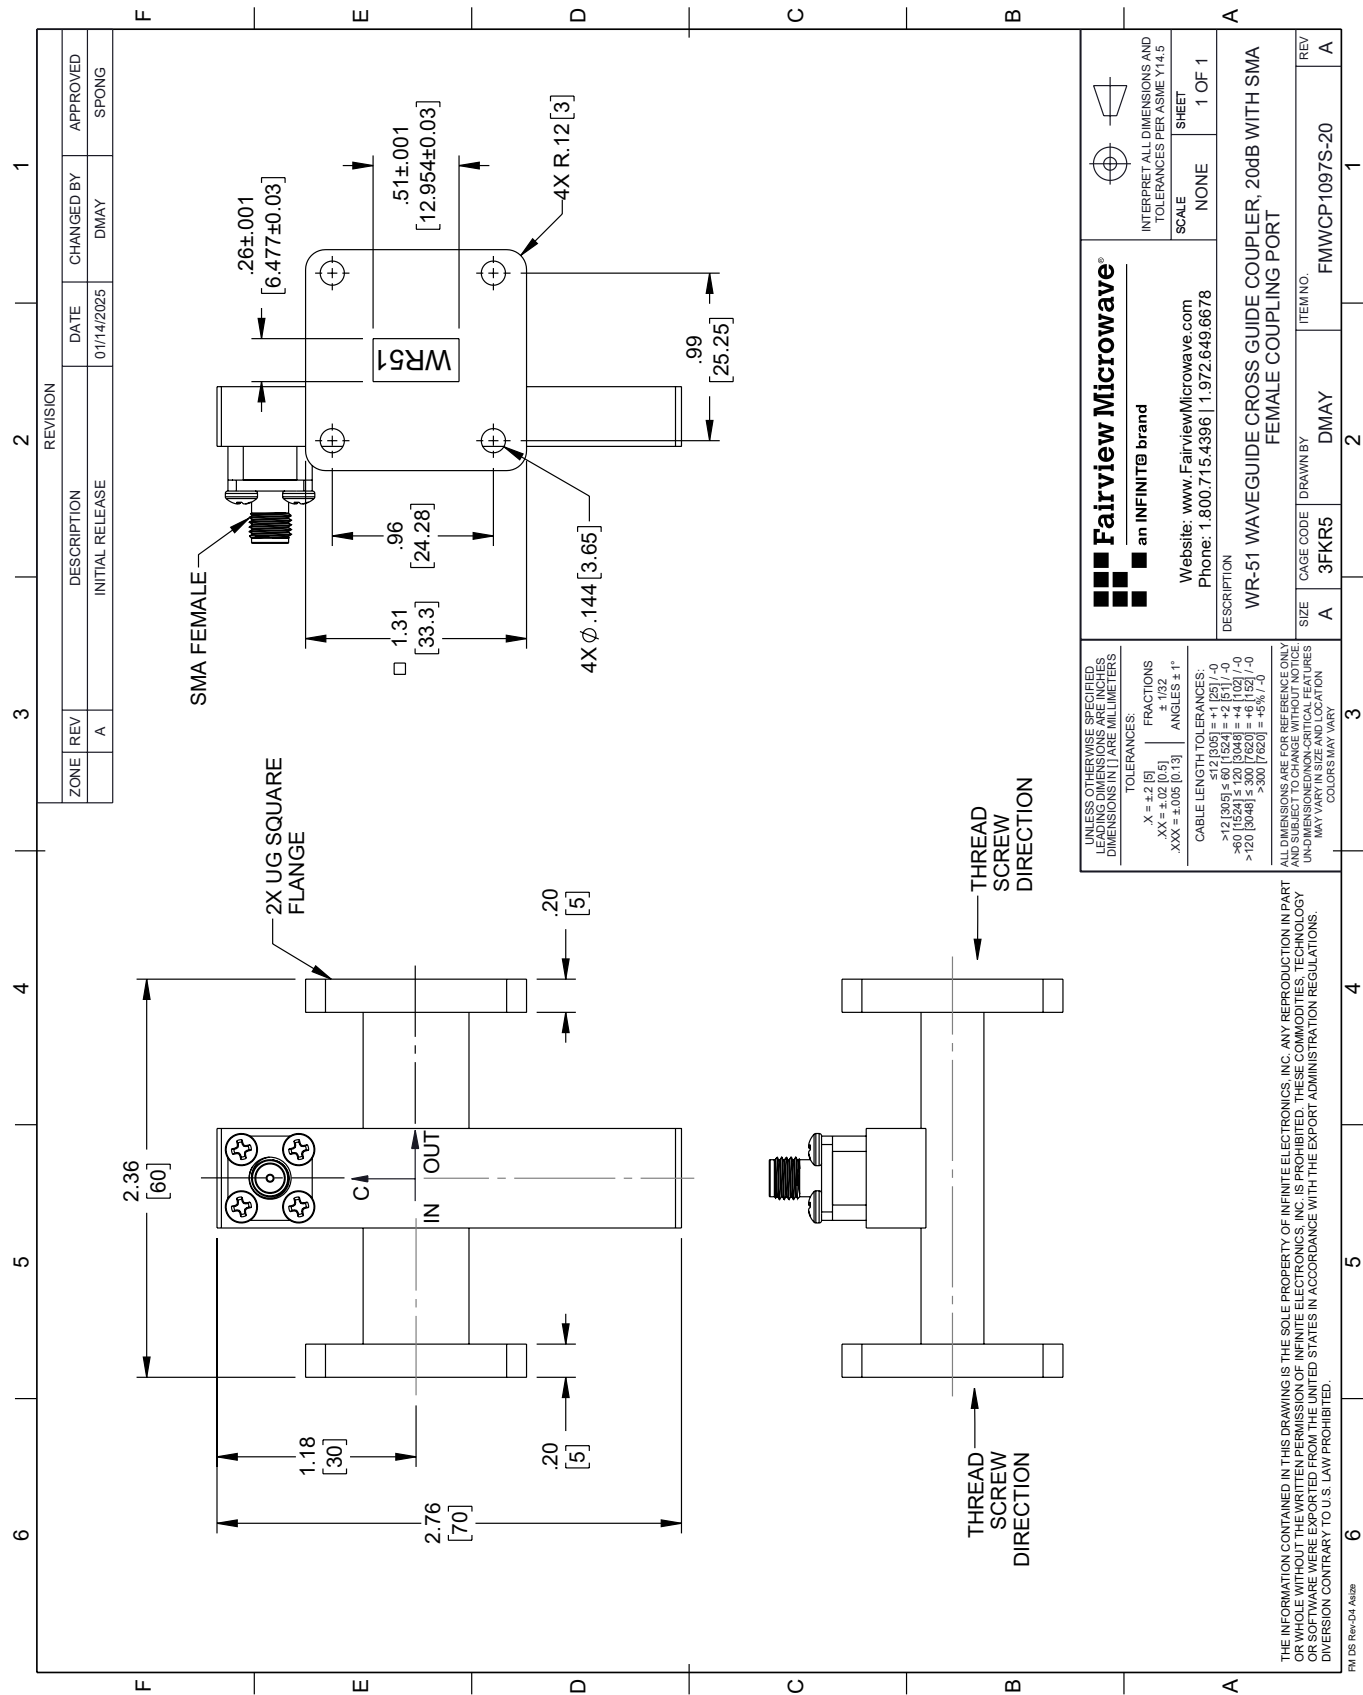 6
5
4
3
2
1
F
E
D
C
B
A
REVISION
ZONE REV DESCRIPTION DATE CHANGED BY APPROVED
A INITIAL RELEASE 01/14/2025 DMAY SPONG
2.36
[60]
2X UG SQUARE
FLANGE
1.18
[30]
2.76
[70]
C
IN OUT
.20
[5]
.20
[5]
SMA FEMALE
.26±.001
[6.477±0.03]
.51±.001
[12.954±0.03]
WR51
.96
[24.28]
□ 1.31
[33.3]
4X R.12 [3]
4X Ø.144 [3.65]
.99
[25.25]
THREAD
SCREW
DIRECTION
THREAD
SCREW
DIRECTION
THE INFORMATION CONTAINED IN THIS DRAWING IS THE SOLE PROPERTY OF INFINITE ELECTRONICS, INC. ANY REPRODUCTION IN PART
OR WHOLE WITHOUT THE WRITTEN PERMISSION OF INFINITE ELECTRONICS, INC. IS PROHIBITED. THESE COMMODITIES, TECHNOLOGY
OR SOFTWARE WERE EXPORTED FROM THE UNITED STATES IN ACCORDANCE WITH THE EXPORT ADMINISTRATION REGULATIONS.
DIVERSION CONTRARY TO U.S. LAW PROHIBITED.
UNLESS OTHERWISE SPECIFIED
LEADING DIMENSIONS ARE INCHES
DIMENSIONS IN [ ] ARE MILLIMETERS
TOLERANCES:
.X = ±.2 [5] FRACTIONS
.XX = ±.02 [0.5] ± 1/32
.XXX = ±.005 [0.13] ANGLES ± 1°
CABLE LENGTH TOLERANCES:
≤12 [305] = +1 [25] / -0
>12 [305] ≤ 60 [1524] = +2 [51] / -0
>60 [1524] ≤ 120 [3048] = +4 [102] / -0
>120 [3048] ≤ 300 [7620] = +6 [152] / -0
>300 [7620] = +5% / -0
ALL DIMENSIONS ARE FOR REFERENCE ONLY
AND SUBJECT TO CHANGE WITHOUT NOTICE.
UN-DIMENSIONED/NON-CRITICAL FEATURES
MAY VARY IN SIZE AND LOCATION
COLORS MAY VARY
Fairview Microwave®
an INFINITE brand
Website: www.FairviewMicrowave.com
Phone: 1.800.715.4396 | 1.972.649.6678
INTERPRET ALL DIMENSIONS AND
TOLERANCES PER ASME Y14.5
SCALE SHEET
NONE 1 OF 1
DESCRIPTION
WR-51 WAVEGUIDE CROSS GUIDE COUPLER, 20dB WITH SMA
FEMALE COUPLING PORT
SIZE CAGE CODE DRAWN BY ITEM NO. REV
A 3FKR5 DMAY FMWCP1097S-20 A
F
E
D
C
B
A
6
5
4
3
2
1
FM DS Rev-D4 Asize